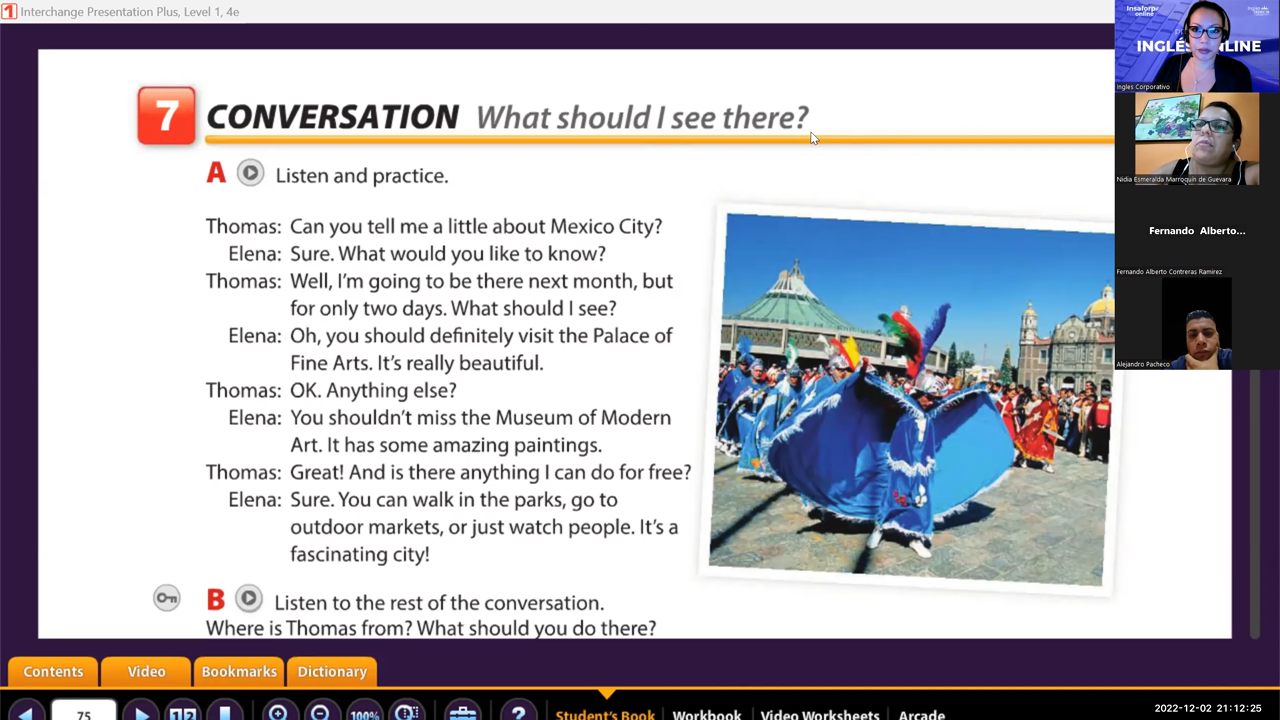 Interchange Presentation Plus, Level 1, 4e
7 CONVERSATION What should I see there?
A Listen and practice.
Thomas: Can you tell me a little about Mexico City?
Elena: Sure. What would you like to know?
Thomas: Well, I'm going to be there next month, but
for only two days. What should I see?
Elena: Oh, you should definitely visit the Palace of
Fine Arts. It's really beautiful.
Thomas: OK. Anything else?
Elena: You shouldn't miss the Museum of Modern
Art. It has some amazing paintings.
Thomas: Great! And is there anything I can do for free?
Elena: Sure. You can walk in the parks, go to
outdoor markets, or just watch people. It's a
fascinating city!
B Listen to the rest of the conversation.
Where is Thomas from? What should you do there?
Contents Video Bookmarks Dictionary
75 1 2 100% ? Student's Book Workbook Video Worksheets Arcade
Insaforp
online
INGLÉS ONLINE
Ingles Corporativo
Nidia Esmeralda Marroquin de Guevara
Fernando Alberto...
Fernando Alberto Contreras Ramirez
Alejandro Pacheco
2022-12-02 21:12:25